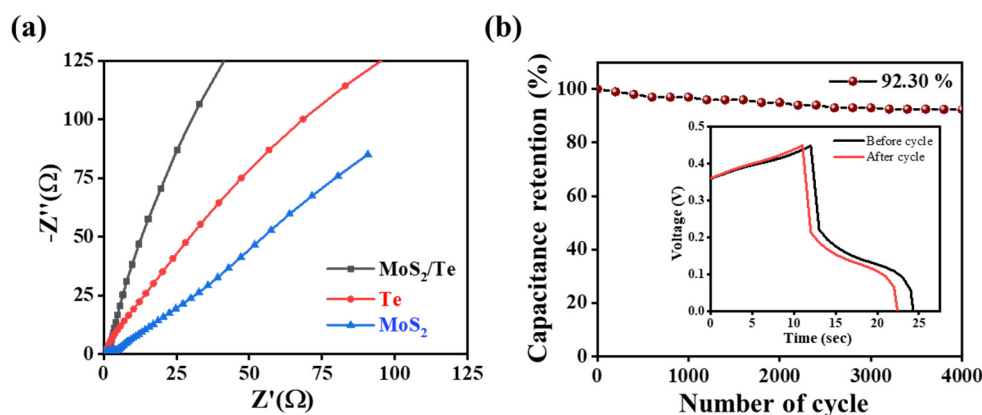 (a)
125
100
75
50
25
0
-Z''(Ω)
0 25 50 75 100 125
Z'(Ω)
MoS₂/Te
Te
MoS₂
(b)
Capacitance retention (%)
100
80
60
40
20
0
0 1000 2000 3000 4000
Number of cycle
92.30 %
0.5
0.4
0.3
0.2
0.1
0.0
Voltage (V)
Before cycle
After cycle
0 5 10 15 20 25
Time (sec)